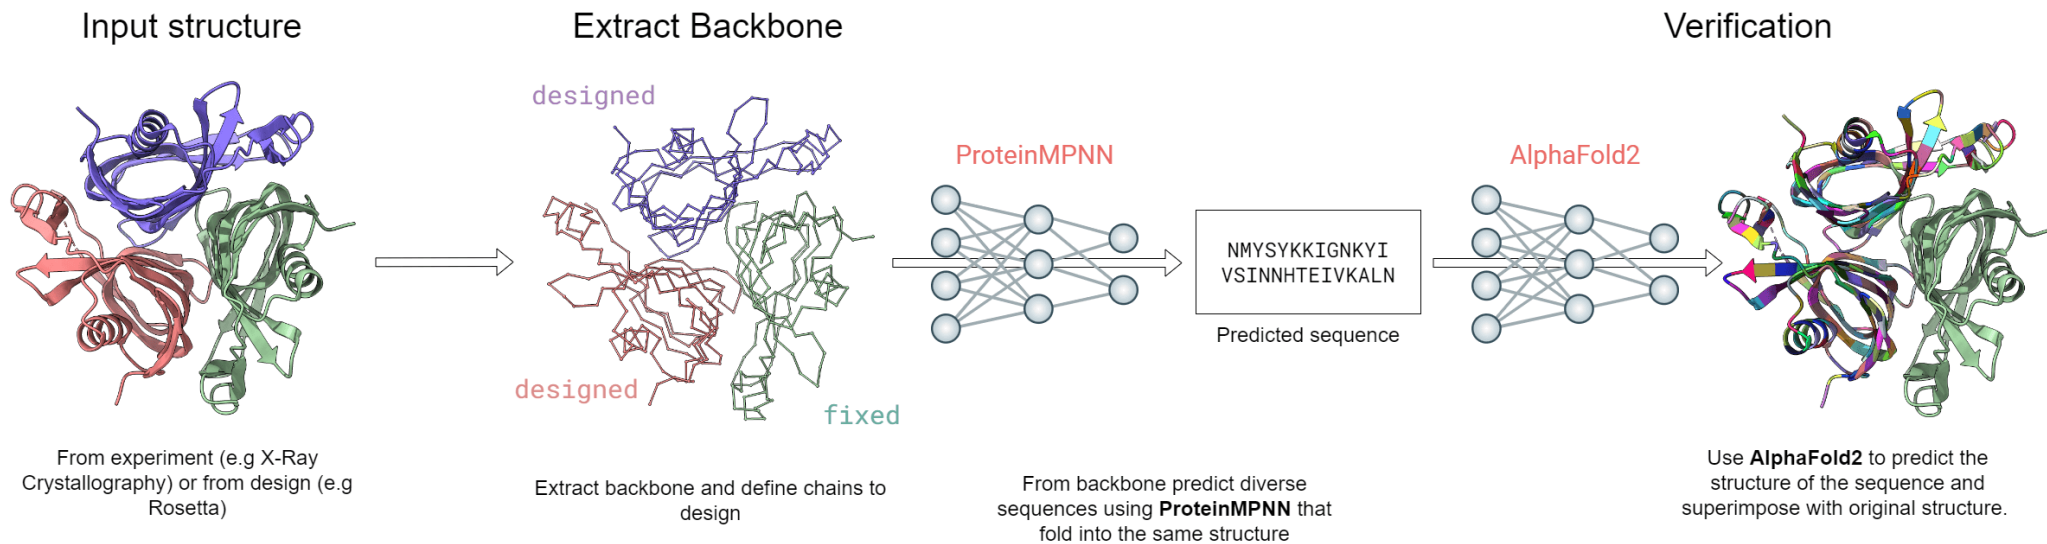 Input structure
Extract Backbone
Verification
designed
ProteinMPNN
AlphaFold2
NMYSYKKIGNKYI
VSINNHTEIVKALN
Predicted sequence
designed
fixed
From experiment (e.g X-Ray
Crystallography) or from design (e.g
Rosetta)
Extract backbone and define chains to
design
From backbone predict diverse
sequences using ProteinMPNN that
fold into the same structure
Use AlphaFold2 to predict the
structure of the sequence and
superimpose with original structure.